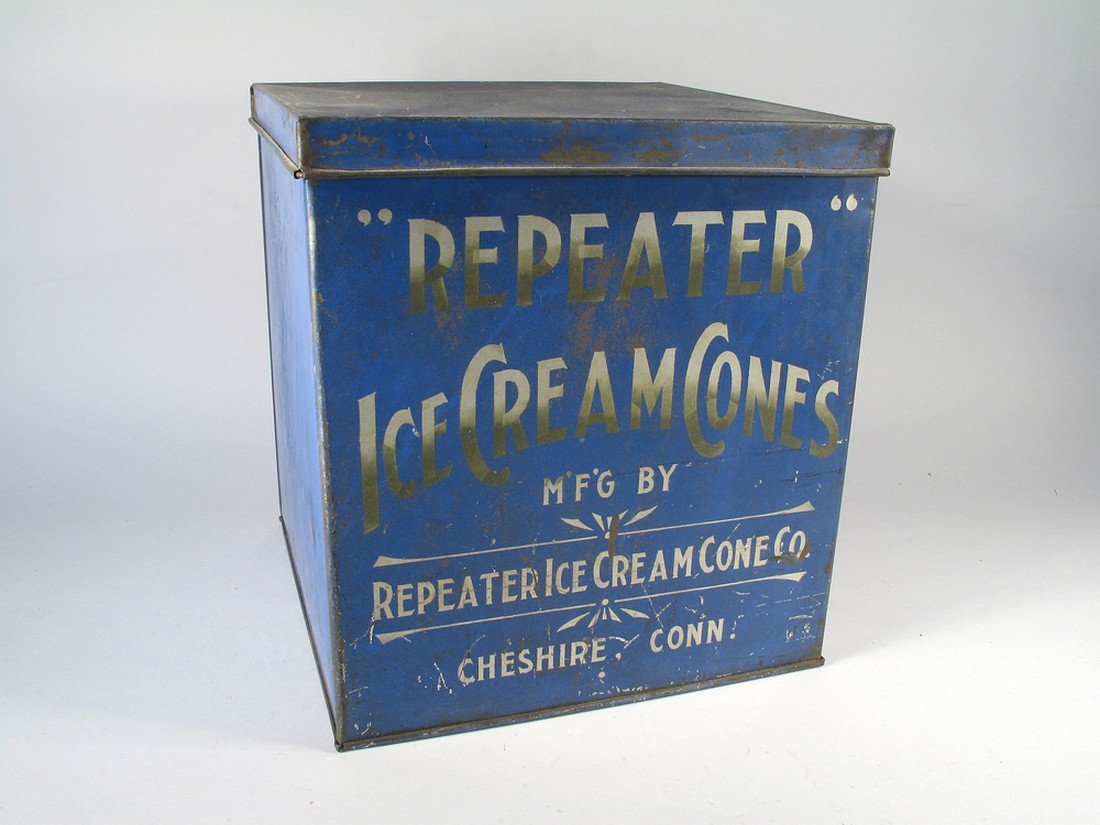 "REPEATER"
ICE CREAM CONES
M'F'G BY
REPEATER ICE CREAM CONE CO.
CHESHIRE, CONN.